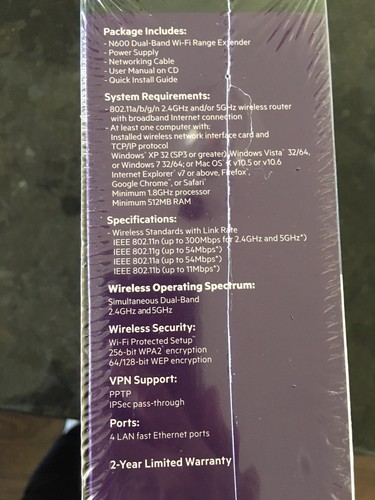 Package Includes:
- N600 Dual-Band Wi-Fi Range Extender
- Power Supply
- Networking Cable
- User Manual on CD
- Quick Install Guide
System Requirements:
- 802.11a/b/g/n 2.4GHz and/or 5GHz wireless router
with broadband Internet connection
- At least one computer with:
Installed wireless network interface card and
TCP/IP protocol
Windows® XP 32 (SP3 or greater), Windows Vista® 32/64,
or Windows 7 32/64; or Mac OS® X v10.5 or v10.6
Internet Explorer® v7 or above, Firefox®,
Google Chrome™, or Safari®
Minimum 1.8GHz processor
Minimum 512MB RAM
Specifications:
- Wireless Standards with Link Rate
IEEE 802.11n (up to 300Mbps for 2.4GHz and 5GHz*)
IEEE 802.11g (up to 54Mbps*)
IEEE 802.11a (up to 54Mbps*)
IEEE 802.11b (up to 11Mbps*)
Wireless Operating Spectrum:
Simultaneous Dual-Band
2.4GHz and 5GHz
Wireless Security:
Wi-Fi Protected Setup™
256-bit WPA2™ encryption
64/128-bit WEP encryption
VPN Support:
PPTP
IPSec pass-through
Ports:
4 LAN fast Ethernet ports
2-Year Limited Warranty